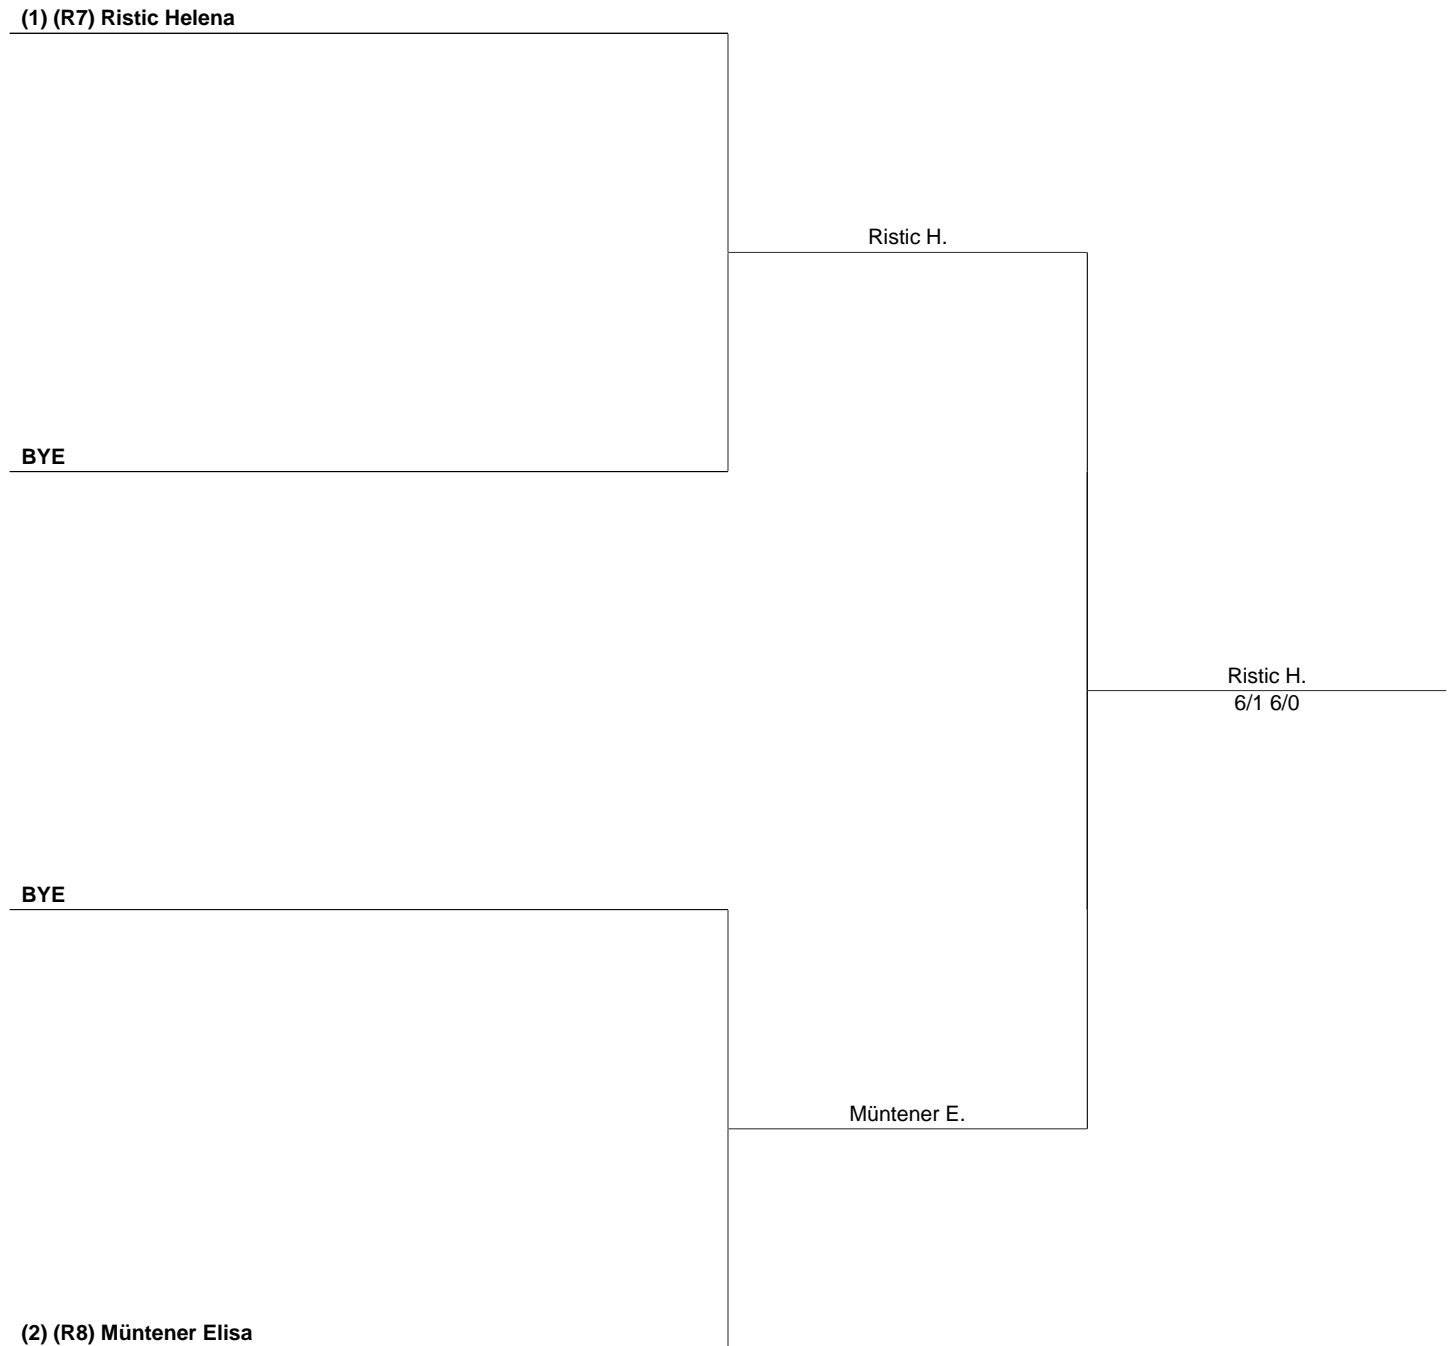 (1) (R7) Ristic Helena
Ristic H.
BYE
Ristic H.
6/1 6/0
BYE
Müntener E.
(2) (R8) Müntener Elisa